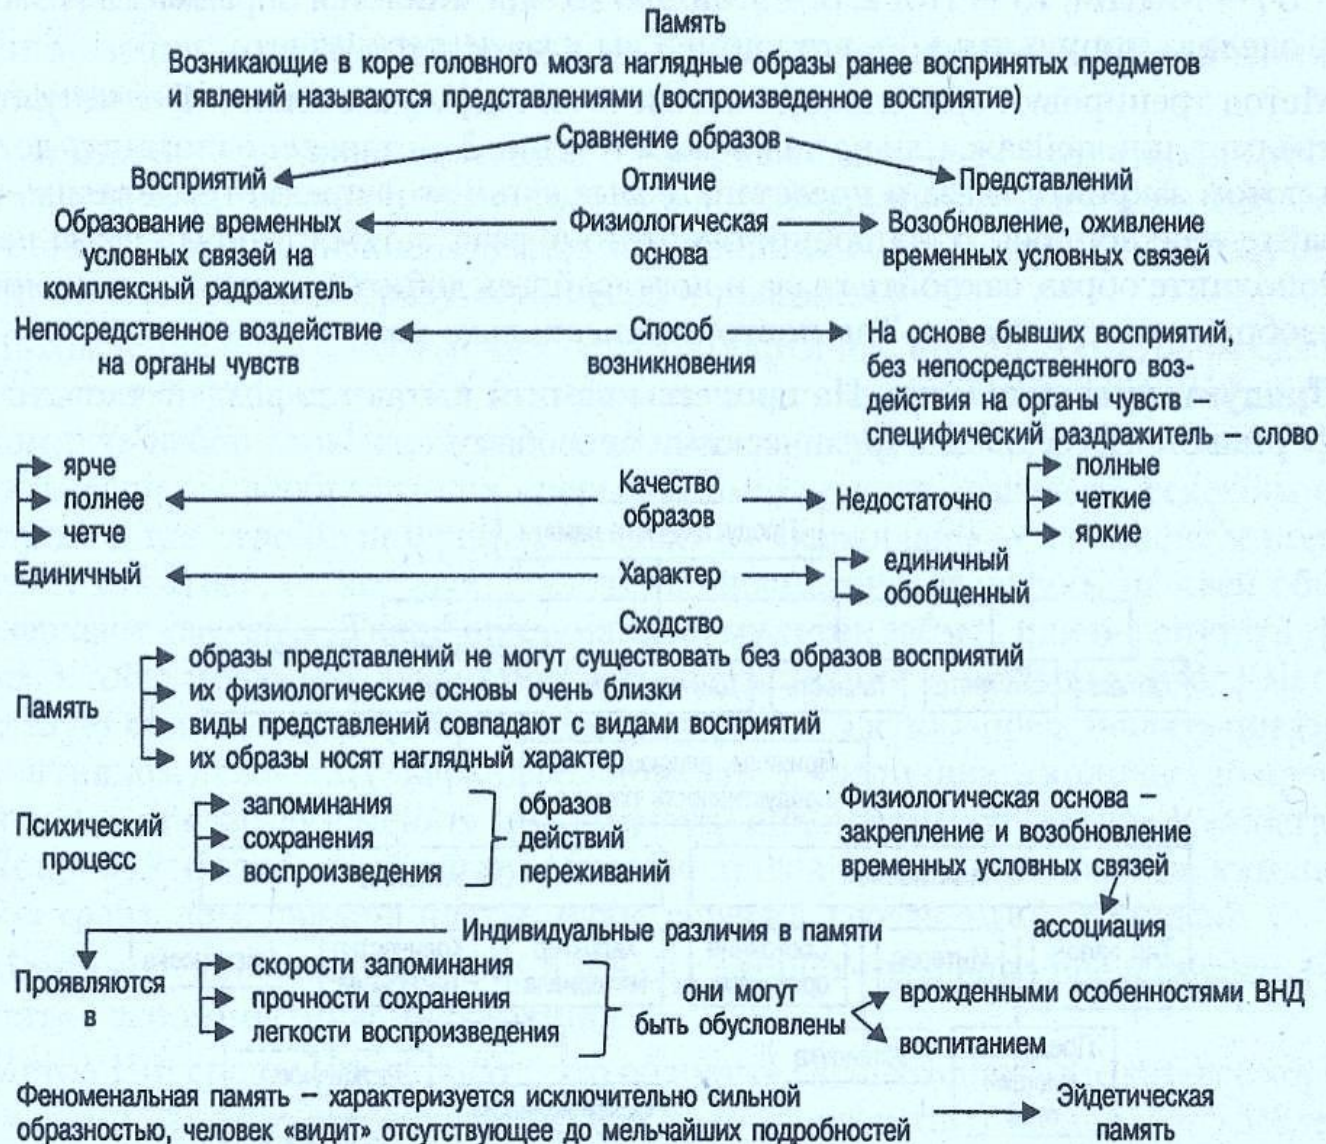 Память
Возникающие в коре головного мозга наглядные образы ранее воспринятых предметов
и явлений называются представлениями (воспроизведенное восприятие)
Сравнение образов
Восприятий Отличие Представлений
Образование временных Физиологическая Возобновление, оживление
условных связей на основа временных условных связей
комплексный радражитель
Непосредственное воздействие Способ На основе бывших восприятий,
на органы чувств возникновения без непосредственного воз-
действия на органы чувств –
специфический раздражитель – слово
ярче Качество полные
полнее образов Недостаточно четкие
четче яркие
Единичный Характер единичный
обобщенный
Сходство
образы представлений не могут существовать без образов восприятий
их физиологические основы очень близки
Память виды представлений совпадают с видами восприятий
их образы носят наглядный характер
запоминания образов Физиологическая основа –
Психический сохранения действий закрепление и возобновление
процесс воспроизведения переживаний временных условных связей
Индивидуальные различия в памяти ассоциация
Проявляются скорости запоминания они могут врожденными особенностями ВНД
в прочности сохранения быть обусловлены воспитанием
легкости воспроизведения
Феноменальная память – характеризуется исключительно сильной Эйдетическая
образностью, человек «видит» отсутствующее до мельчайших подробностей память